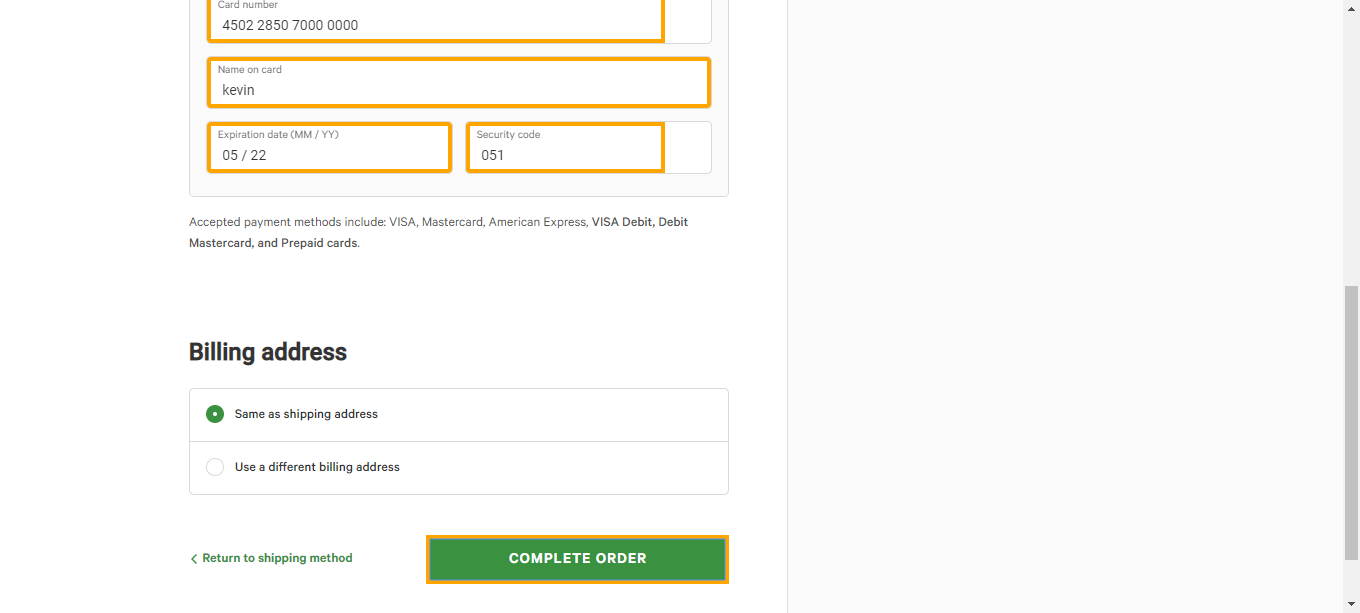 Card number
4502 2850 7000 0000
Name on card
kevin
Expiration date (MM / YY)
05 / 22
Security code
051
Accepted payment methods include: VISA, Mastercard, American Express, VISA Debit, Debit
Mastercard, and Prepaid cards.
Billing address
Same as shipping address
Use a different billing address
Return to shipping method
COMPLETE ORDER